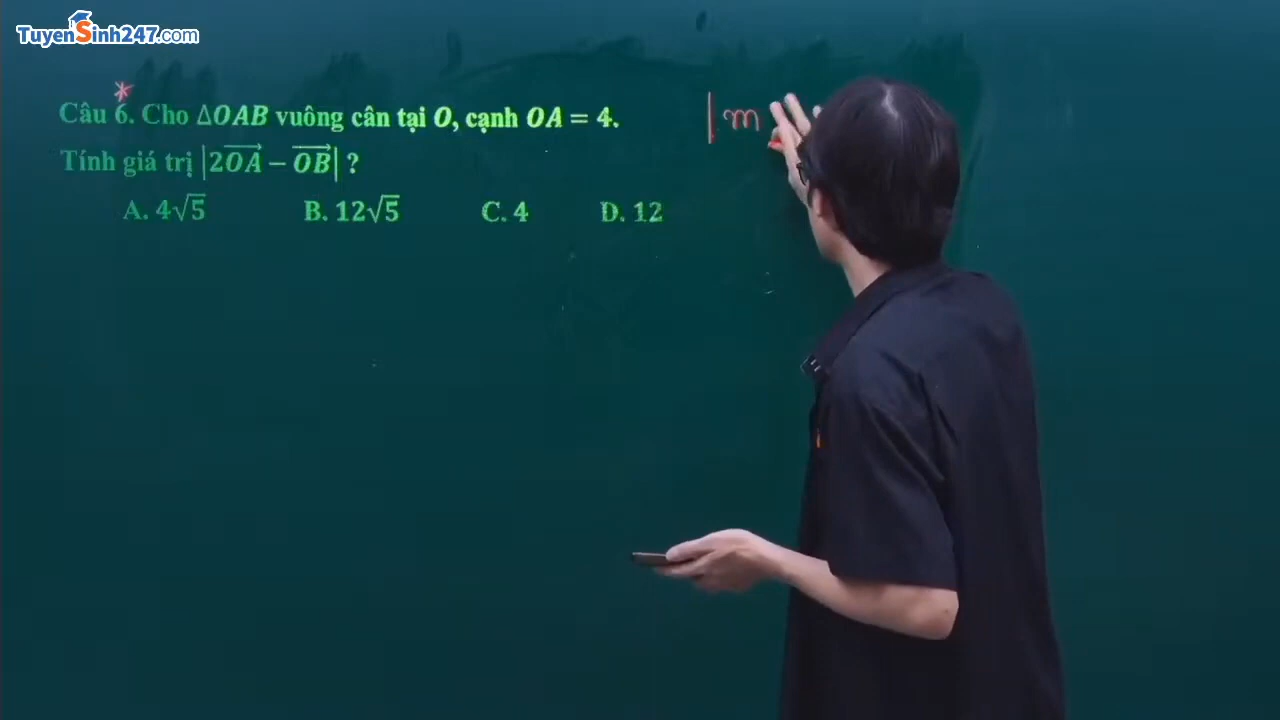 TuyenSinh247.com
*
Câu 6. Cho ΔOAB vuông cân tại O, cạnh OA = 4.
Tính giá trị |2\overrightarrow{OA} − \overrightarrow{OB}| ?
A. 4√5 B. 12√5 C. 4 D. 12
|m